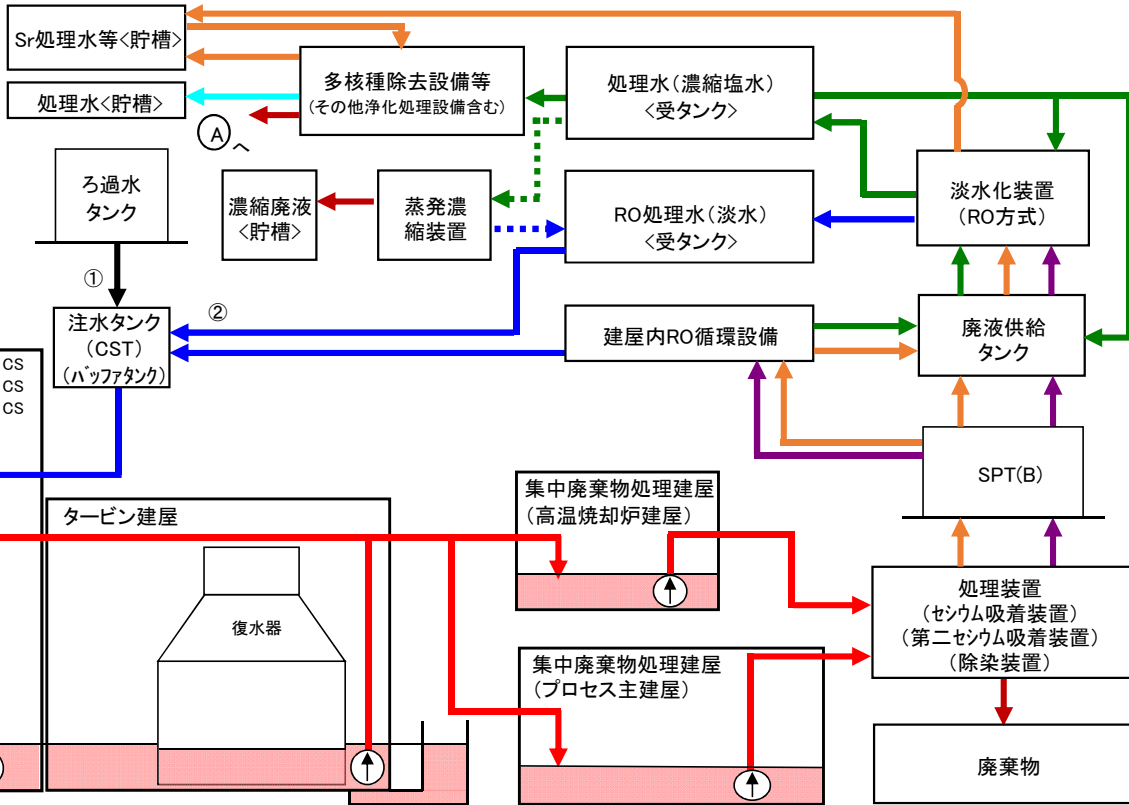 Sr処理水等<貯槽>
処理水<貯槽>
多核種除去設備等
(その他浄化処理設備含む)
処理水(濃縮塩水)
<受タンク>
A
へ
ろ過水
タンク
濃縮廃液
<貯槽>
蒸発濃
縮装置
RO処理水(淡水)
<受タンク>
淡水化装置
(RO方式)
①
②
注水タンク
(CST)
(バッファタンク)
建屋内RO循環設備
廃液供給
タンク
CS
CS
CS
SPT(B)
タービン建屋
復水器
集中廃棄物処理建屋
(高温焼却炉建屋)
集中廃棄物処理建屋
(プロセス主建屋)
処理装置
(セシウム吸着装置)
(第二セシウム吸着装置)
(除染装置)
廃棄物